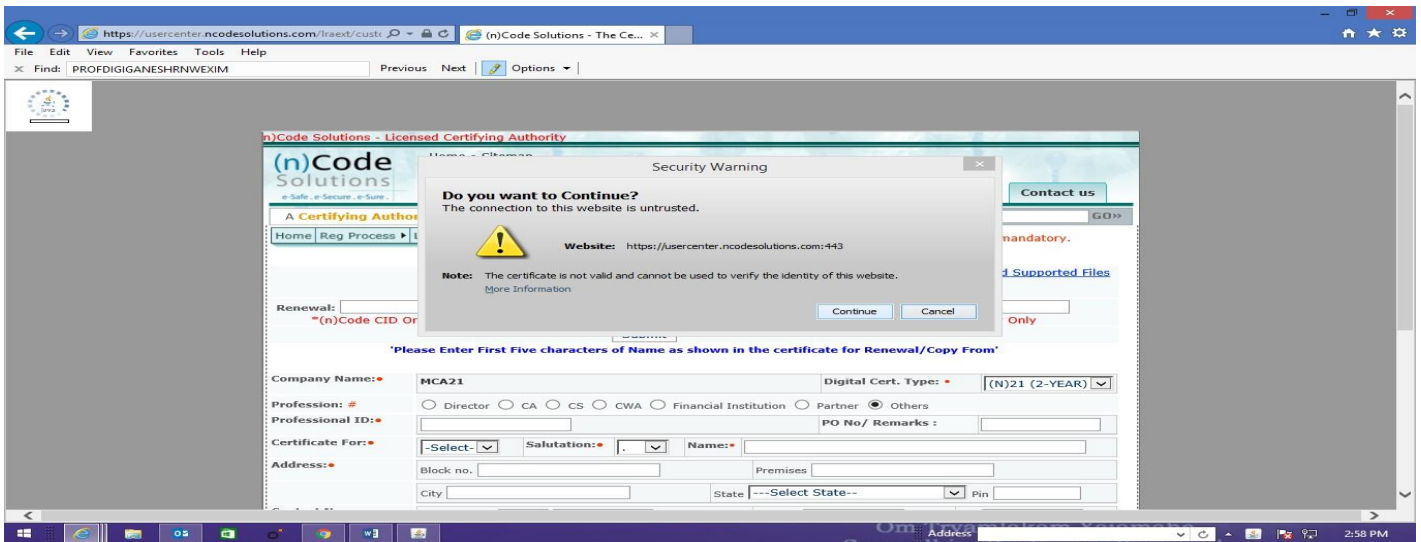 https://usercenter.ncodesolutions.com/lraext/cust
(n)Code Solutions - The Ce...
File Edit View Favorites Tools Help
Find: PROFDIGIGANESHRNWEXIM Previous Next Options
n)Code Solutions - Licensed Certifying Authority
(n)Code
Solutions
e-Safe . e-Secure . e-Sure .
Home - Sitemap
Contact us
A Certifying Author
GO»
Home Reg Process
mandatory.
d Supported Files
Renewal:
*(n)Code CID Or
Only
Submit
'Please Enter First Five characters of Name as shown in the certificate for Renewal/Copy From'
Security Warning
Do you want to Continue?
The connection to this website is untrusted.
Website: https://usercenter.ncodesolutions.com:443
Note: The certificate is not valid and cannot be used to verify the identity of this website.
More Information
Continue Cancel
Company Name: MCA21 Digital Cert. Type: (N)21 (2-YEAR)
Profession: # Director CA CS CWA Financial Institution Partner Others
Professional ID: PO No/ Remarks :
Certificate For: -Select- Salutation: . Name:
Address: Block no. Premises
City State ---Select State-- Pin
Om
Address
2:58 PM